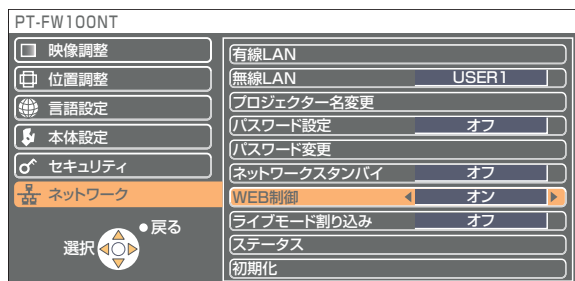 PT-FW100NT
映像調整
位置調整
言語設定
本体設定
セキュリティ
ネットワーク
●戻る
選択
有線LAN
無線LAN USER1
プロジェクター名変更
パスワード設定 オフ
パスワード変更
ネットワークスタンバイ オフ
WEB制御 オン
ライブモード割り込み オフ
ステータス
初期化